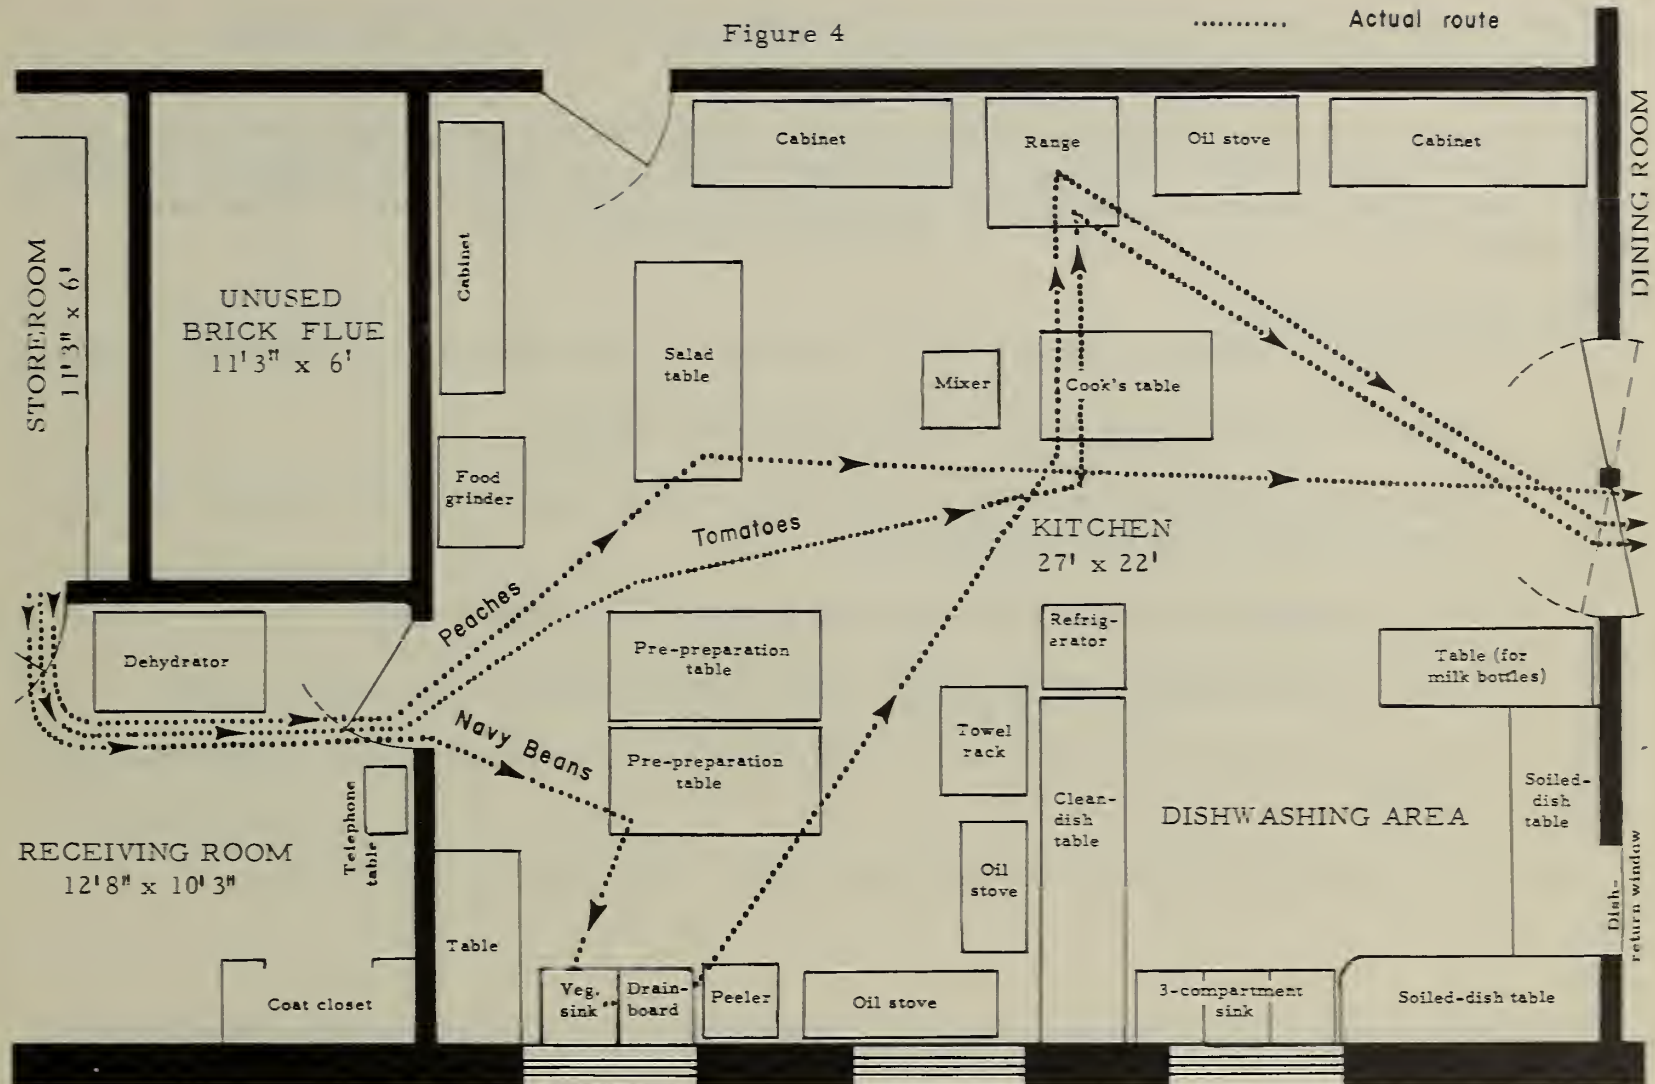 Figure 4
Actual route
Cabinet
Range
Oil stove
Cabinet
DINING ROOM
STOREROOM
11'3" x 6'
UNUSED
BRICK FLUE
11'3" x 6'
Cabinet
Salad
table
Mixer
Cook's table
Food
grinder
Tomatoes
KITCHEN
27' x 22'
Peaches
Dehydrator
Pre-preparation
table
Refrig-
erator
Table (for
milk bottles)
Navy Beans
Pre-preparation
table
Towel
rack
Clean-
dish
table
DISHWASHING AREA
Soiled-
dish
table
Telephone
table
RECEIVING ROOM
12'8" x 10'3"
Oil
stove
Dish-
return window
Table
Coat closet
Veg.
sink
Drain-
board
Peeler
Oil stove
3-compartment
sink
Soiled-dish table